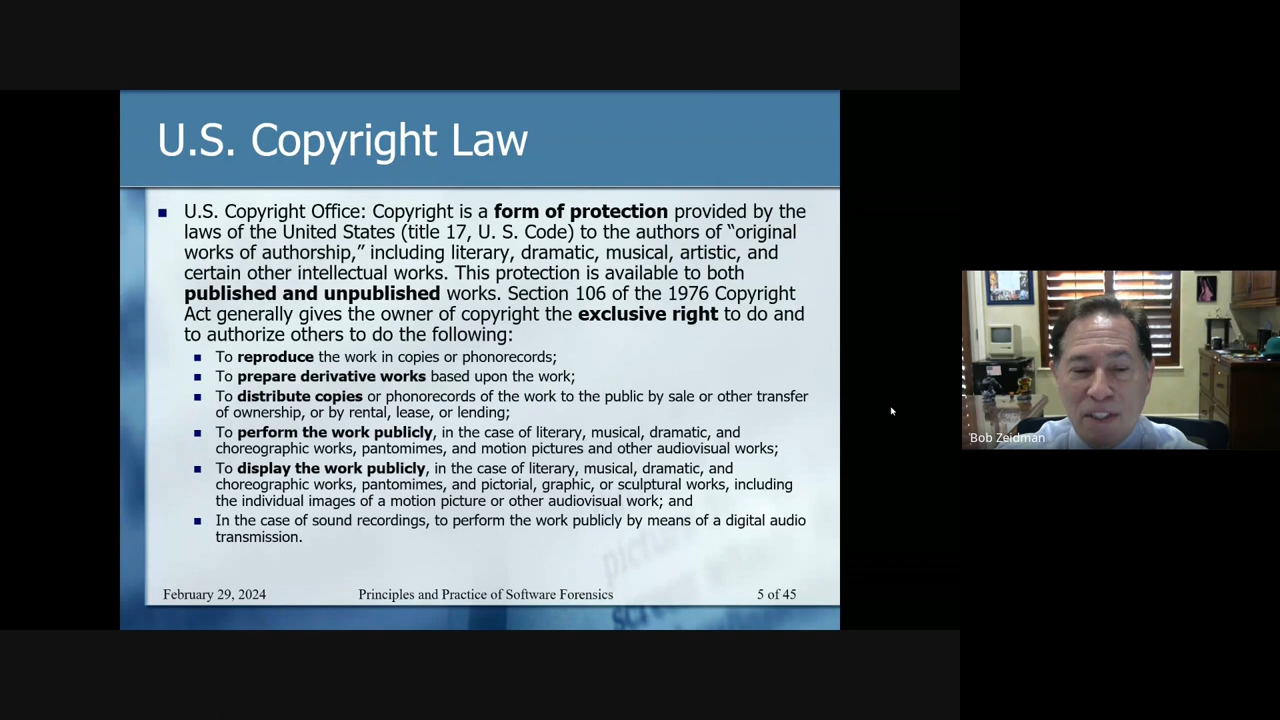 U.S. Copyright Law
U.S. Copyright Office: Copyright is a form of protection provided by the
laws of the United States (title 17, U. S. Code) to the authors of “original
works of authorship,” including literary, dramatic, musical, artistic, and
certain other intellectual works. This protection is available to both
published and unpublished works. Section 106 of the 1976 Copyright
Act generally gives the owner of copyright the exclusive right to do and
to authorize others to do the following:
To reproduce the work in copies or phonorecords;
To prepare derivative works based upon the work;
To distribute copies or phonorecords of the work to the public by sale or other transfer
of ownership, or by rental, lease, or lending;
To perform the work publicly, in the case of literary, musical, dramatic, and
choreographic works, pantomimes, and motion pictures and other audiovisual works;
To display the work publicly, in the case of literary, musical, dramatic, and
choreographic works, pantomimes, and pictorial, graphic, or sculptural works, including
the individual images of a motion picture or other audiovisual work; and
In the case of sound recordings, to perform the work publicly by means of a digital audio
transmission.
February 29, 2024 Principles and Practice of Software Forensics 5 of 45
Bob Zeidman